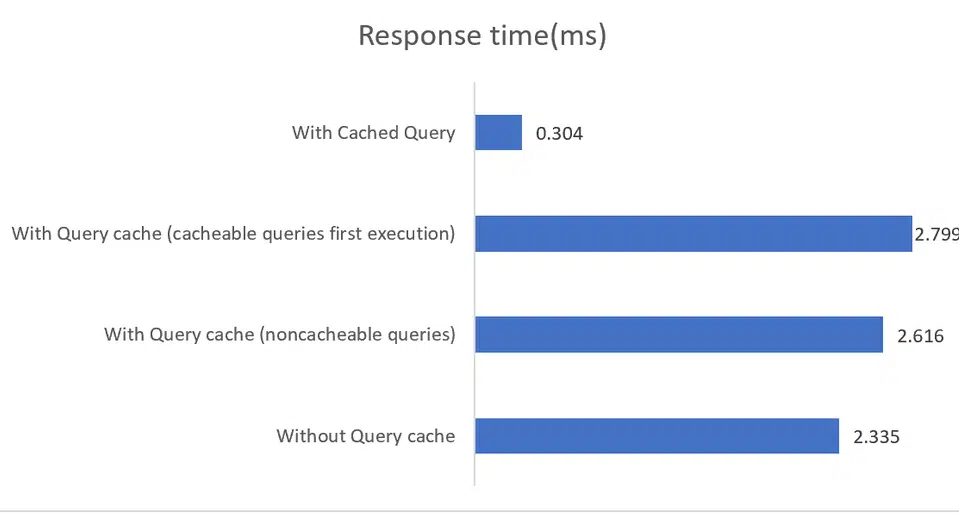 Response time(ms)
With Cached Query 0.304
With Query cache (cacheable queries first execution) 2.799
With Query cache (noncacheable queries) 2.616
Without Query cache 2.335